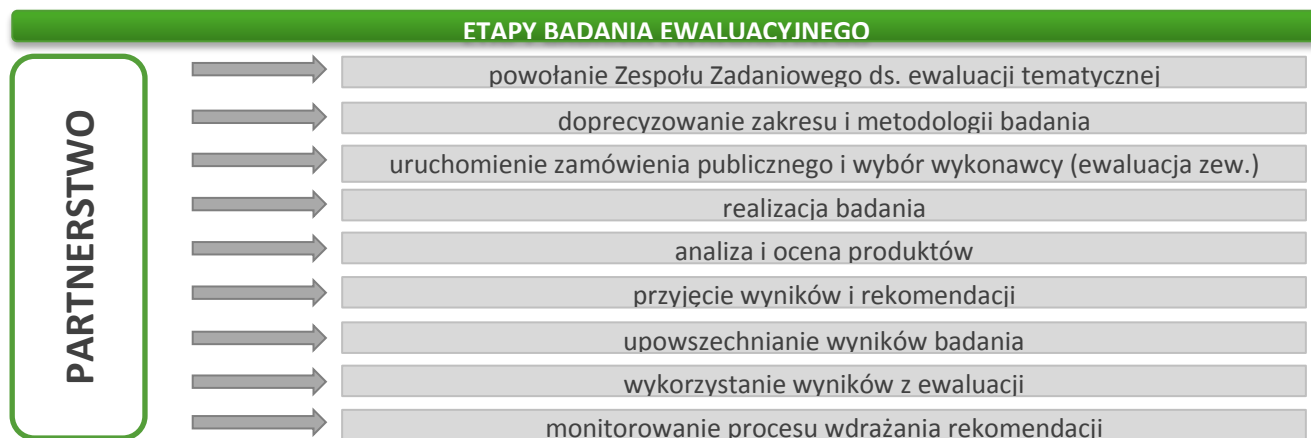 ETAPY BADANIA EWALUACYJNEGO
PARTNERSTWO
powołanie Zespołu Zadaniowego ds. ewaluacji tematycznej
doprecyzowanie zakresu i metodologii badania
uruchomienie zamówienia publicznego i wybór wykonawcy (ewaluacja zew.)
realizacja badania
analiza i ocena produktów
przyjęcie wyników i rekomendacji
upowszechnianie wyników badania
wykorzystanie wyników z ewaluacji
monitorowanie procesu wdrażania rekomendacji